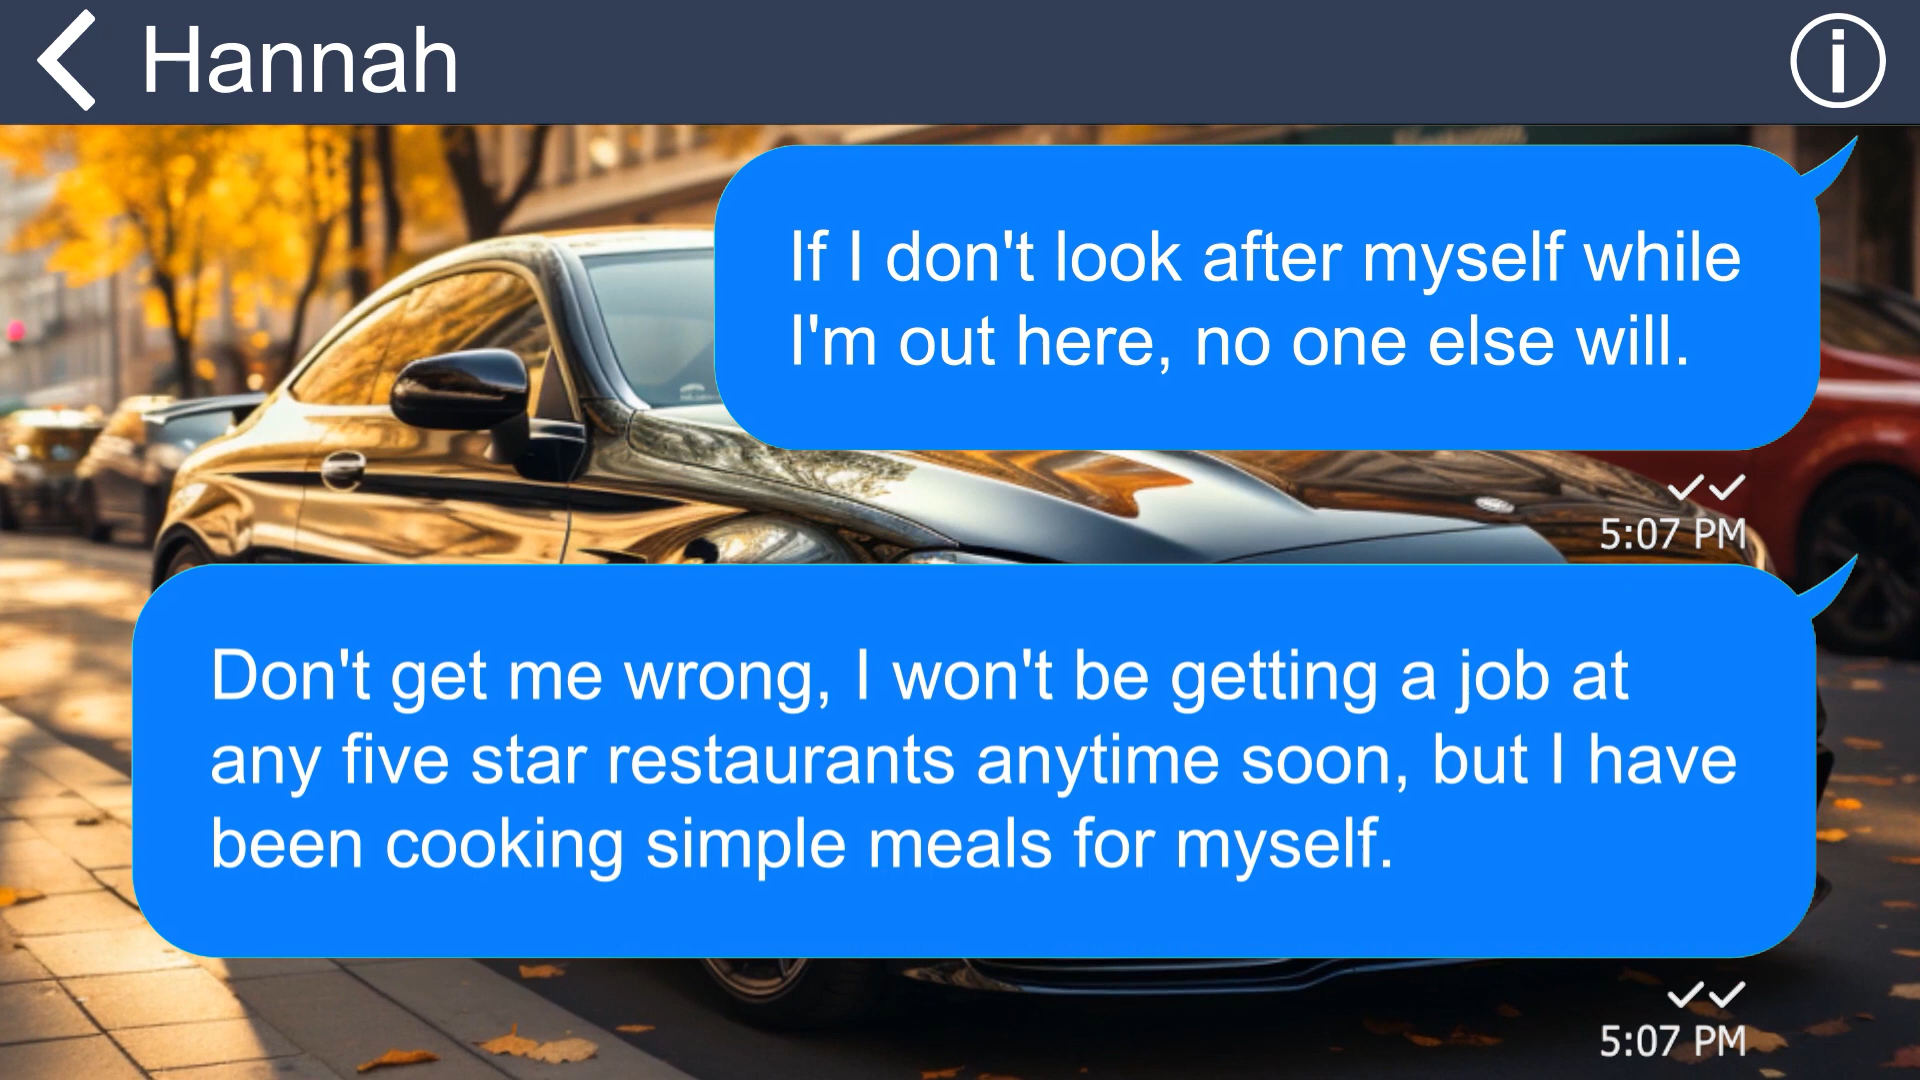 Hannah
If I don't look after myself while
I'm out here, no one else will.
5:07 PM
Don't get me wrong, I won't be getting a job at
any five star restaurants anytime soon, but I have
been cooking simple meals for myself.
5:07 PM